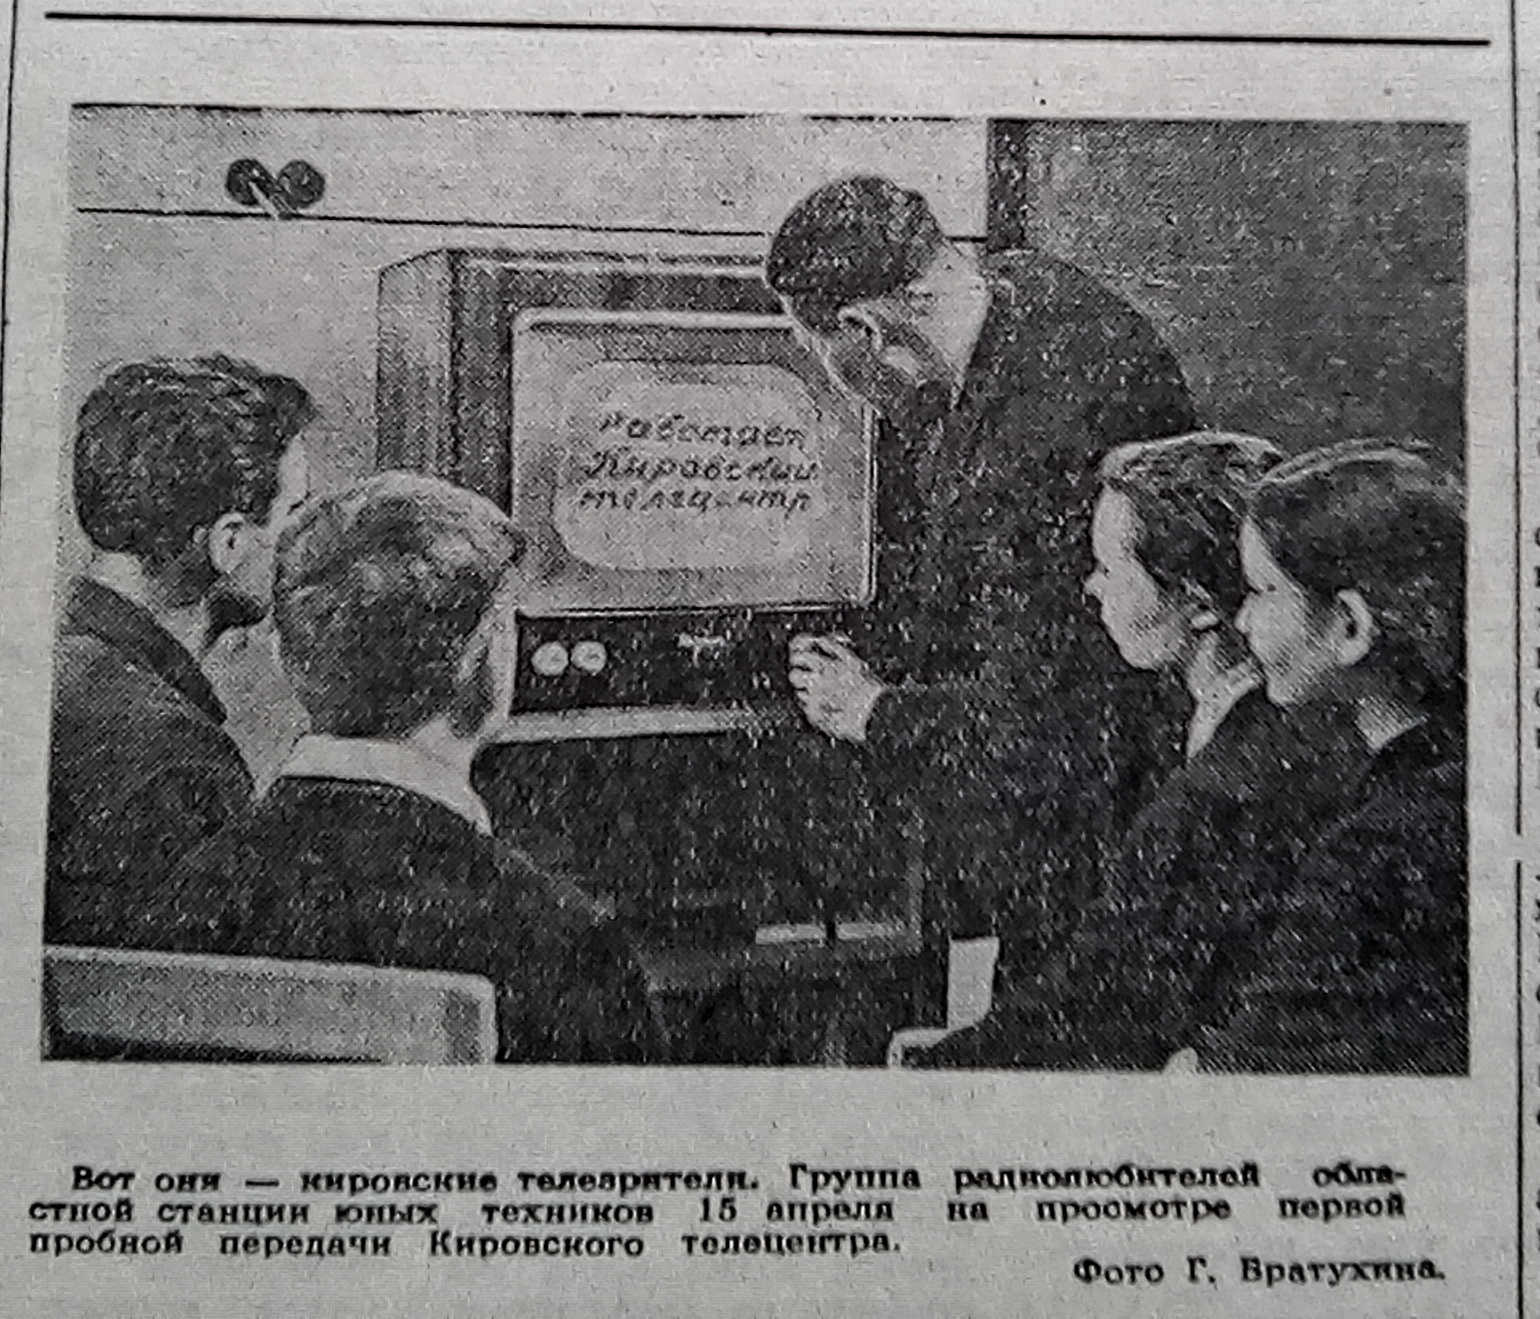 Работает
Кировский
телецентр
Вот они — кировские телезрители. Группа радиолюбителей обла-
стной станции юных техников 15 апреля на просмотре первой
пробной передачи Кировского телецентра.
Фото Г. Вратухина.